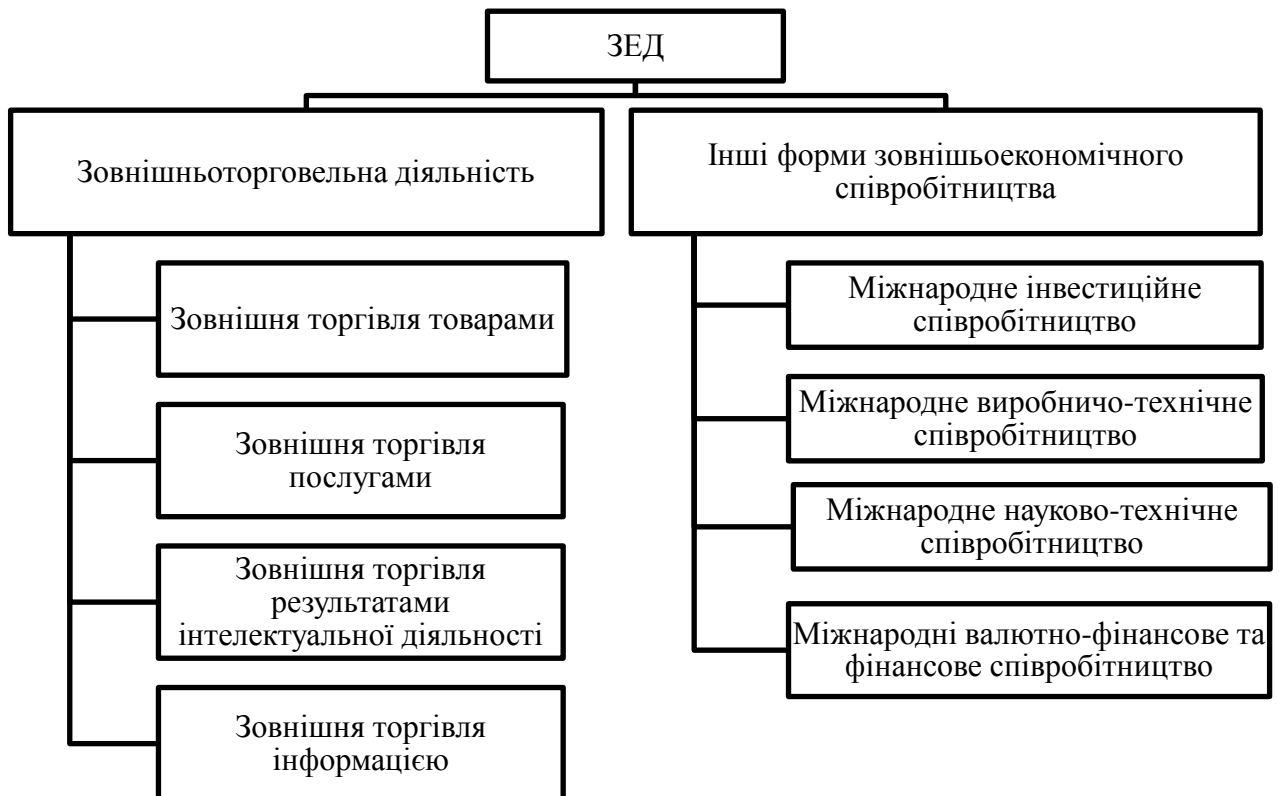 ЗЕД
Зовнішньоторговельна діяльність
Зовнішня торгівля товарами
Зовнішня торгівля
послугами
Зовнішня торгівля
результатами
інтелектуальної діяльності
Зовнішня торгівля
інформацією
Інші форми зовнішьоекономічного
співробітництва
Міжнародне інвестиційне
співробітництво
Міжнародне виробничо-технічне
співробітництво
Міжнародне науково-технічне
співробітництво
Міжнародні валютно-фінансове та
фінансове співробітництво